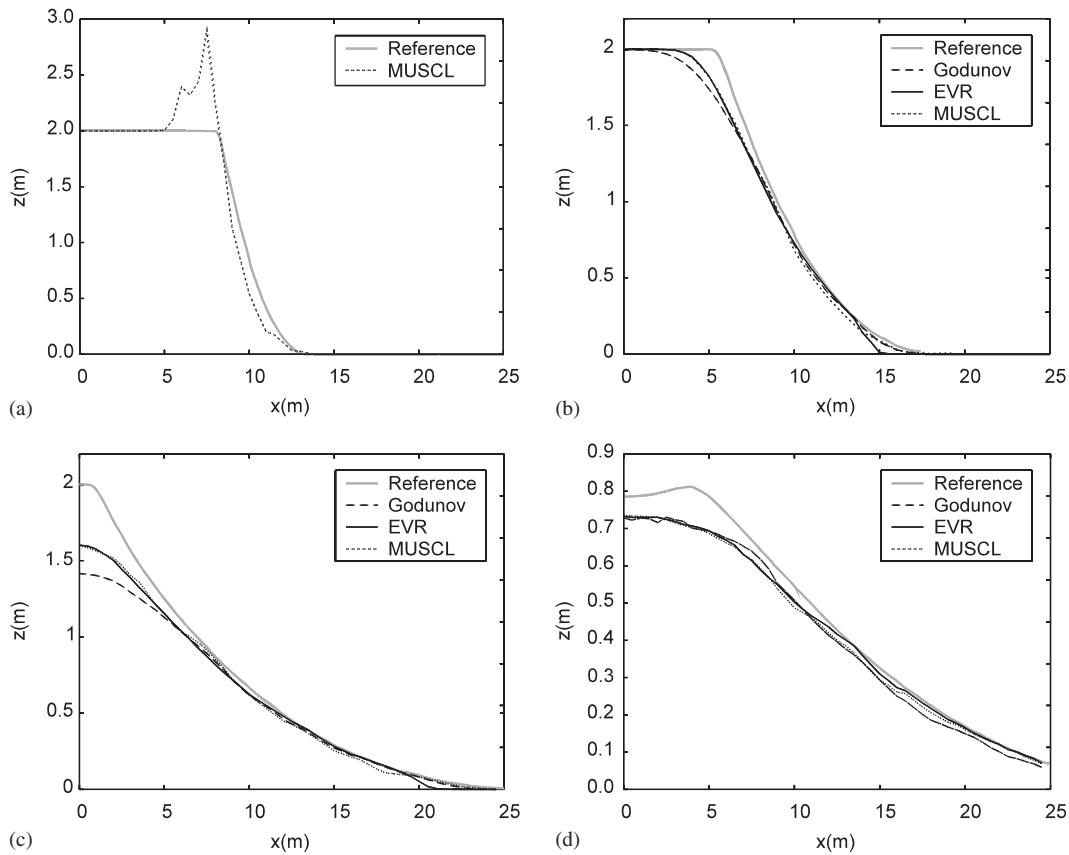 3.0
2.5
2.0
1.5
1.0
0.5
0.0
z(m)
0 5 10 15 20 25
x(m)
Reference
MUSCL
(a)
2
1.5
1
0.5
0
z(m)
0 5 10 15 20 25
x(m)
Reference
Godunov
EVR
MUSCL
(b)
2
1.5
1
0.5
0
z(m)
0 5 10 15 20 25
x(m)
Reference
Godunov
EVR
MUSCL
(c)
0.9
0.8
0.7
0.6
0.5
0.4
0.3
0.2
0.1
0.0
z(m)
0 5 10 15 20 25
x(m)
Reference
Godunov
EVR
MUSCL
(d)